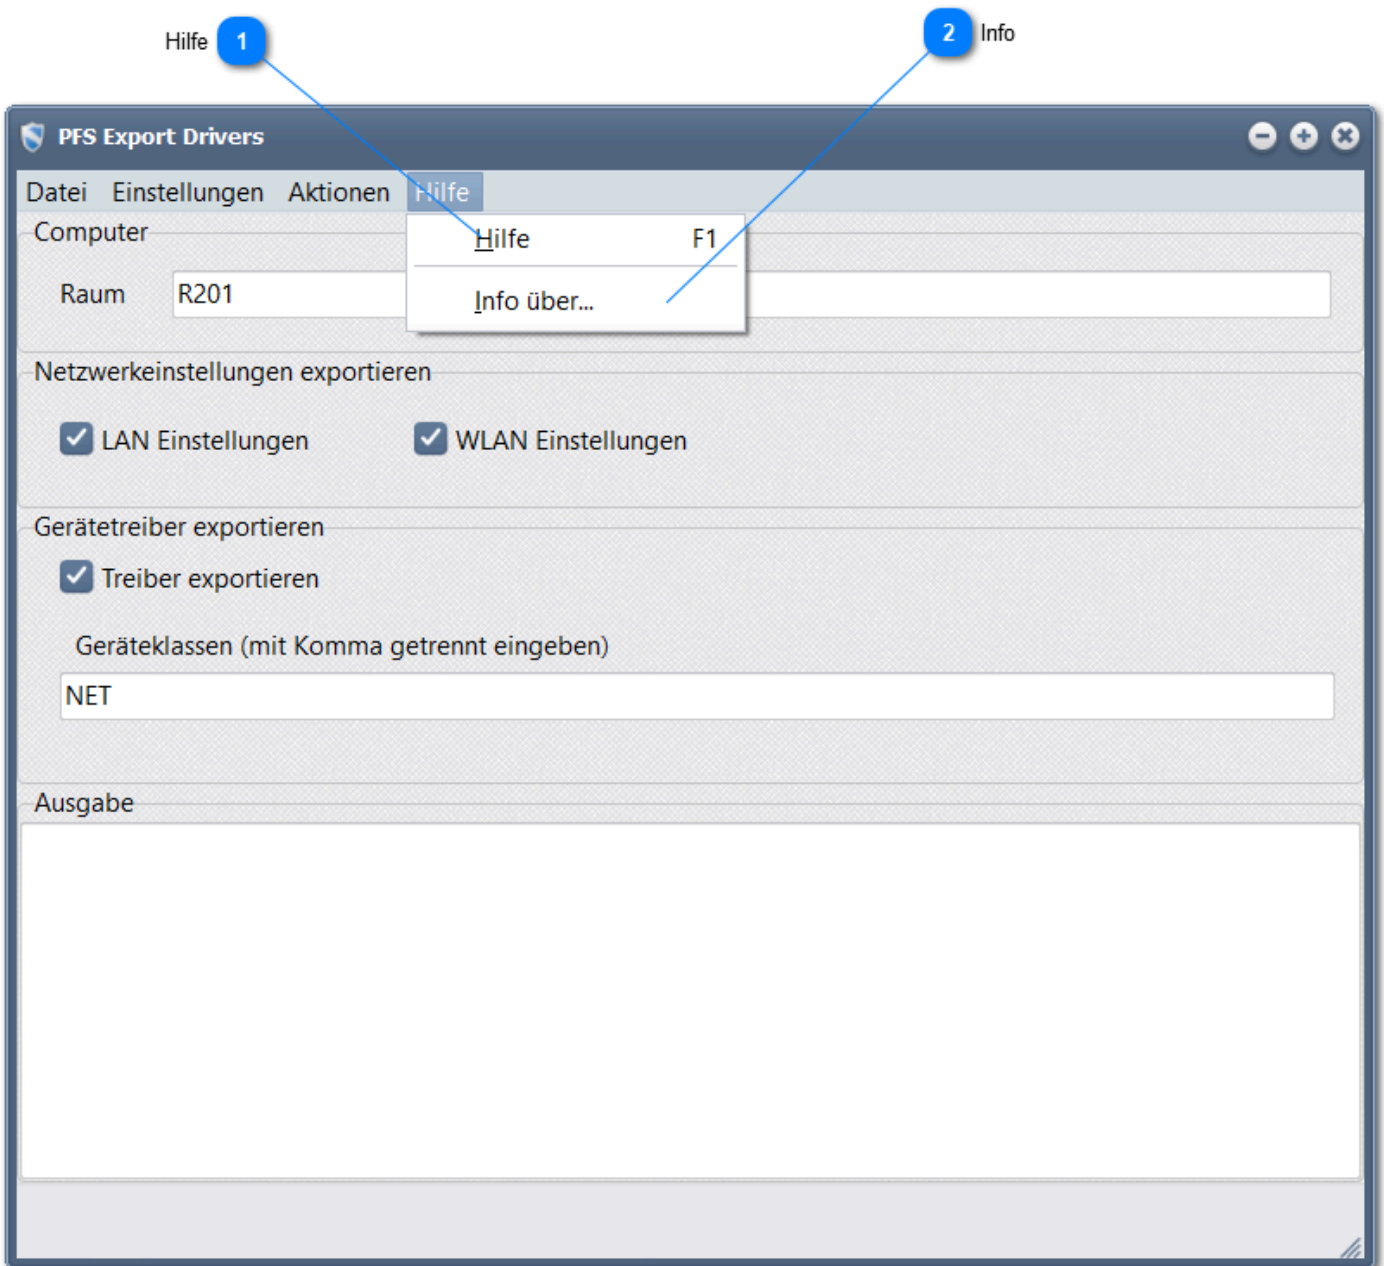 Hilfe 1 2 Info
PFS Export Drivers
Datei Einstellungen Aktionen Hilfe
Computer
Hilfe F1
Raum R201
Info über...
Netzwerkeinstellungen exportieren
LAN Einstellungen WLAN Einstellungen
Gerätetreiber exportieren
Treiber exportieren
Geräteklassen (mit Komma getrennt eingeben)
NET
Ausgabe